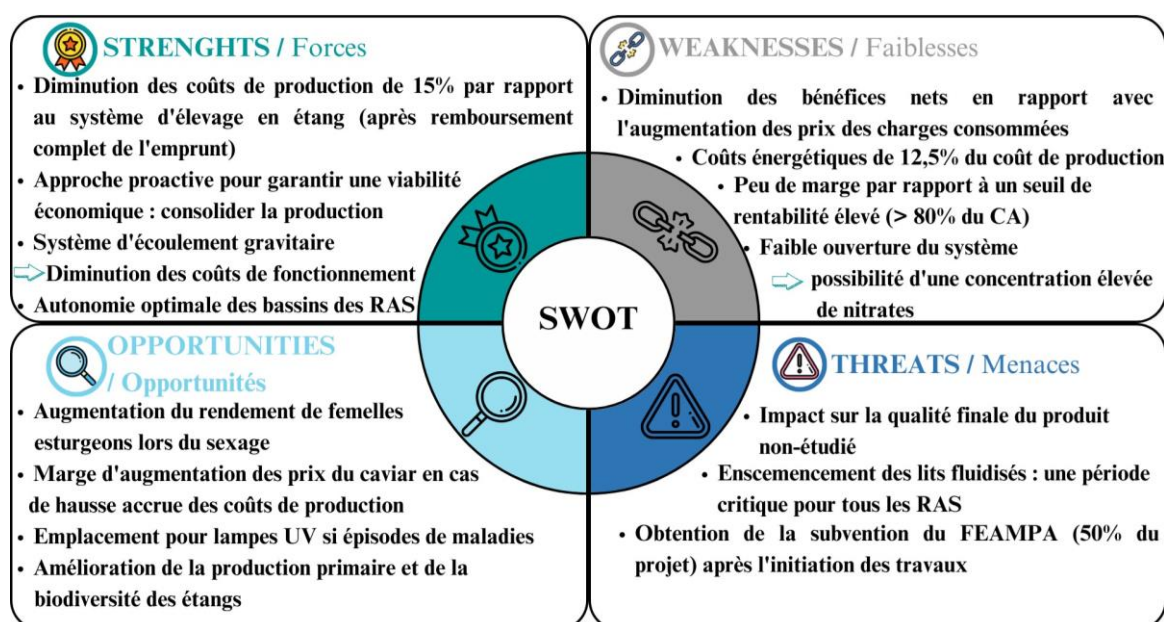 STRENGHTS / Forces
• Diminution des coûts de production de 15% par rapport
au système d'élevage en étang (après remboursement
complet de l'emprunt)
• Approche proactive pour garantir une viabilité
économique : consolider la production
• Système d'écoulement gravitaire
Diminution des coûts de fonctionnement
• Autonomie optimale des bassins des RAS
WEAKNESSES / Faiblesses
• Diminution des bénéfices nets en rapport avec
l'augmentation des prix des charges consommées
• Coûts énergétiques de 12,5% du coût de production
• Peu de marge par rapport à un seuil de
rentabilité élevé (> 80% du CA)
• Faible ouverture du système
possibilité d'une concentration élevée
de nitrates
SWOT
OPPORTUNITIES
/ Opportunités
• Augmentation du rendement de femelles
esturgeons lors du sexage
• Marge d'augmentation des prix du caviar en cas
de hausse accrue des coûts de production
• Emplacement pour lampes UV si épisodes de maladies
• Amélioration de la production primaire et de la
biodiversité des étangs
THREATS / Menaces
• Impact sur la qualité finale du produit
non-étudié
• Enscemencement des lits fluidisés : une période
critique pour tous les RAS
• Obtention de la subvention du FEAMPA (50% du
projet) après l'initiation des travaux